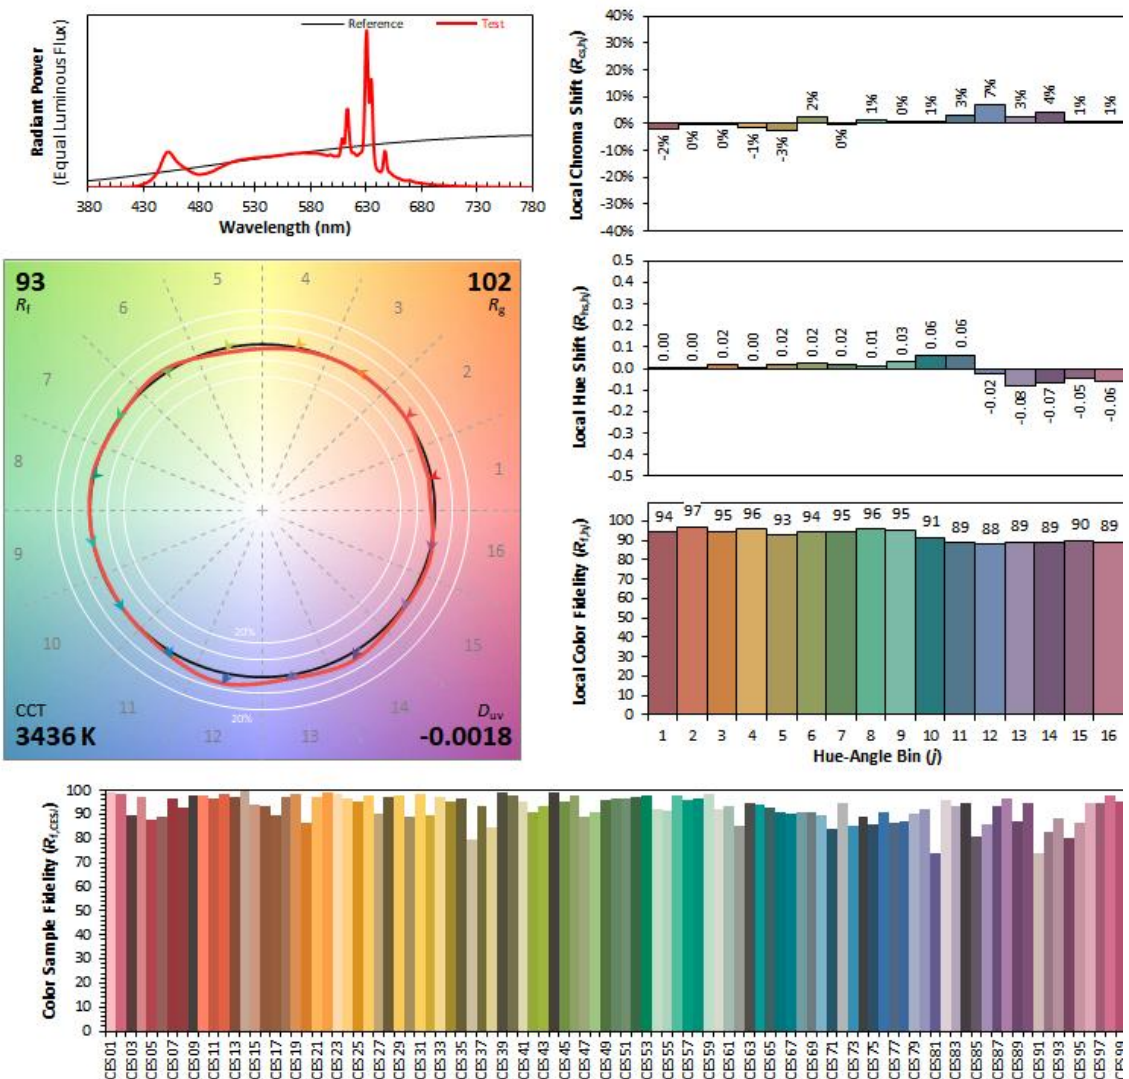 Reference Test
Radiant Power
(Equal Luminous Flux)
380 430 480 530 580 630 680 730 780
Wavelength (nm)
Local Chroma Shift (Rcs,hj)
40%
30%
20%
10%
0%
-10%
-20%
-30%
-40%
-2% 0% 0% -1% -3% 2% 0% 1% 0% 1% 3% 7% 3% 4% 1% 1%
93
Rf
102
Rg
5 4
6 3
7 2
8 1
9 16
10 15
11 14
12 13
20%
20%
CCT
3436 K
Duv
-0.0018
Local Hue Shift (Rhs,hj)
0.5
0.4
0.3
0.2
0.1
0.0
-0.1
-0.2
-0.3
-0.4
-0.5
0.00 0.00 0.02 0.00 0.02 0.02 0.02 0.01 0.03 0.06 0.06 -0.02 -0.08 -0.07 -0.05 -0.06
Local Color Fidelity (Rf,hj)
100
90
80
70
60
50
40
30
20
10
0
94 97 95 96 93 94 95 96 95 91 89 88 89 89 90 89
1 2 3 4 5 6 7 8 9 10 11 12 13 14 15 16
Hue-Angle Bin (j)
Color Sample Fidelity (Rf,CESi)
100
90
80
70
60
50
40
30
20
10
0
CES01 CES03 CES05 CES07 CES09 CES11 CES13 CES15 CES17 CES19 CES21 CES23 CES25 CES27 CES29 CES31 CES33 CES35 CES37 CES39 CES41 CES43 CES45 CES47 CES49 CES51 CES53 CES55 CES57 CES59 CES61 CES63 CES65 CES67 CES69 CES71 CES73 CES75 CES77 CES79 CES81 CES83 CES85 CES87 CES89 CES91 CES93 CES95 CES97 CES99